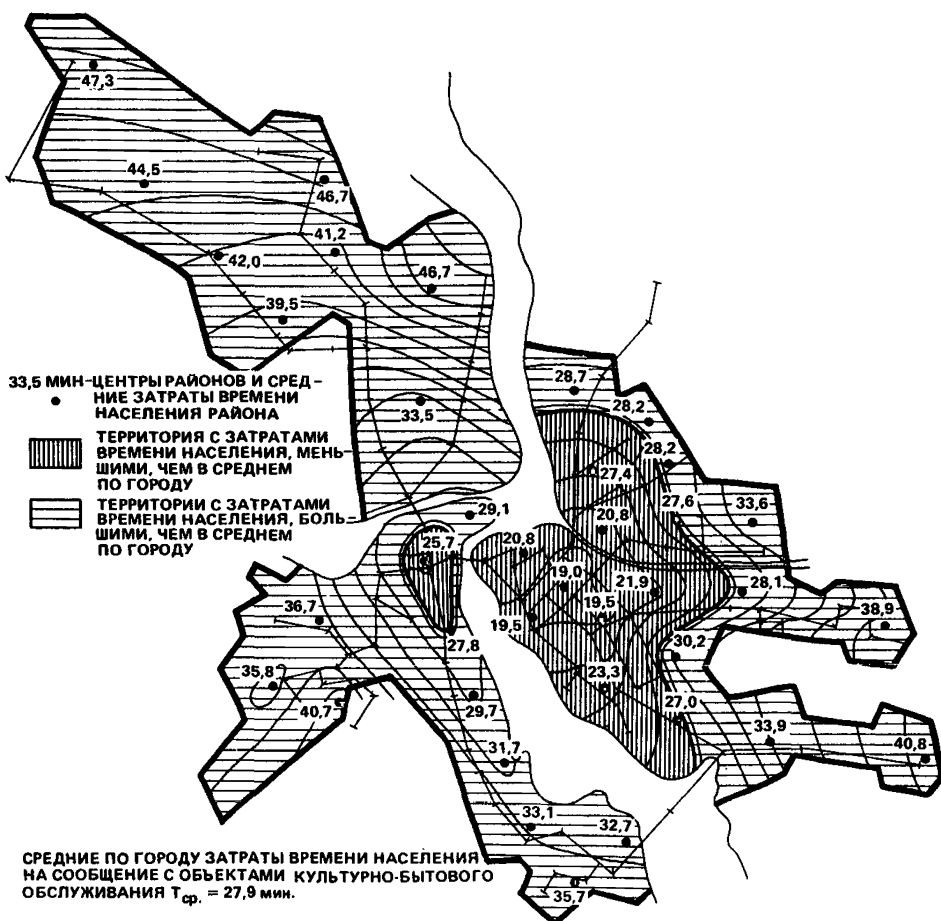 47,3
44,5
46,7
41,2
42,0
46,7
39,5
33,5 МИН-ЦЕНТРЫ РАЙОНОВ И СРЕД-
НИЕ ЗАТРАТЫ ВРЕМЕНИ
НАСЕЛЕНИЯ РАЙОНА
ТЕРРИТОРИЯ С ЗАТРАТАМИ
ВРЕМЕНИ НАСЕЛЕНИЯ, МЕНЬ-
ШИМИ, ЧЕМ В СРЕДНЕМ
ПО ГОРОДУ
ТЕРРИТОРИИ С ЗАТРАТАМИ
ВРЕМЕНИ НАСЕЛЕНИЯ, БОЛЬ
ШИМИ, ЧЕМ В СРЕДНЕМ
ПО ГОРОДУ
33,5
28,7
28,2
28,2
27,4
27,6
33,6
29,1
20,8
25,7
20,8
19,0
21,9
28,1
36,7
19,5
19,5
38,9
27,8
30,2
35,8
23,3
40,7
29,7
27,0
33,9
40,8
31,7
33,1
32,7
35,7
СРЕДНИЕ ПО ГОРОДУ ЗАТРАТЫ ВРЕМЕНИ НАСЕЛЕНИЯ
НА СООБЩЕНИЕ С ОБЪЕКТАМИ КУЛЬТУРНО-БЫТОВОГО
ОБСЛУЖИВАНИЯ Тср. = 27,9 мин.